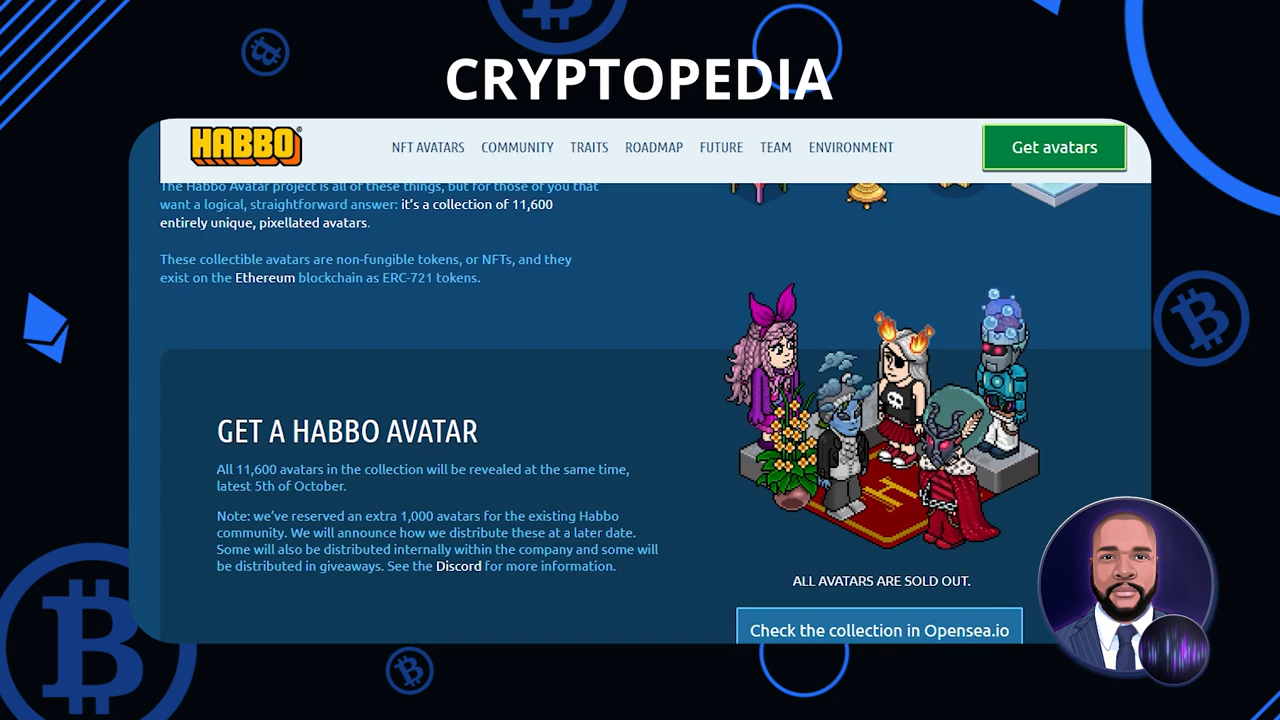 CRYPTOPEDIA
HABBO
NFT AVATARS COMMUNITY TRAITS ROADMAP FUTURE TEAM ENVIRONMENT
Get avatars
The Habbo Avatar project is all of these things, but for those of you that
want a logical, straightforward answer: it's a collection of 11,600
entirely unique, pixellated avatars.
These collectible avatars are non-fungible tokens, or NFTs, and they
exist on the Ethereum blockchain as ERC-721 tokens.
GET A HABBO AVATAR
All 11,600 avatars in the collection will be revealed at the same time,
latest 5th of October.
Note: we've reserved an extra 1,000 avatars for the existing Habbo
community. We will announce how we distribute these at a later date.
Some will also be distributed internally within the company and some will
be distributed in giveaways. See the Discord for more information.
ALL AVATARS ARE SOLD OUT.
Check the collection in Opensea.io